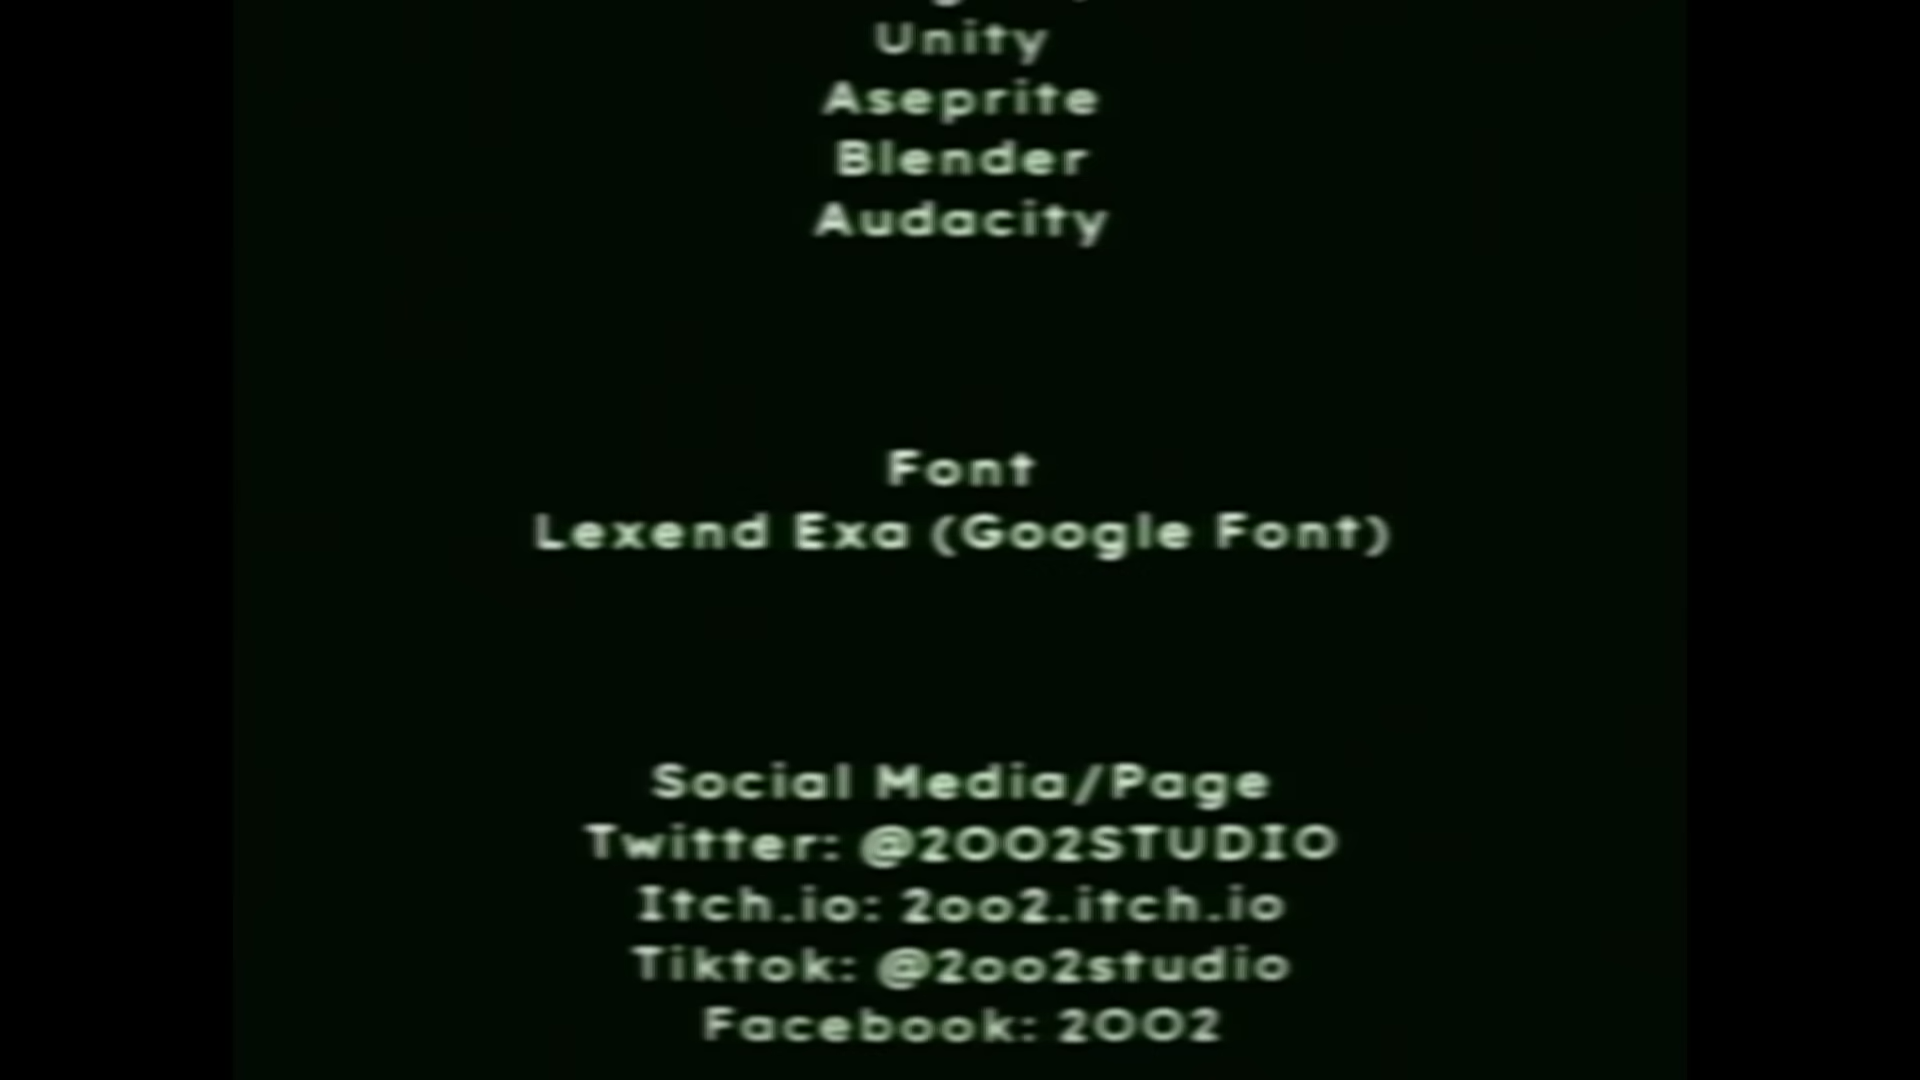 Unity
Aseprite
Blender
Audacity
Font
Lexend Exa (Google Font)
Social Media/Page
Twitter: @2OO2STUDIO
Itch.io: 2oo2.itch.io
Tiktok: @2oo2studio
Facebook: 2OO2